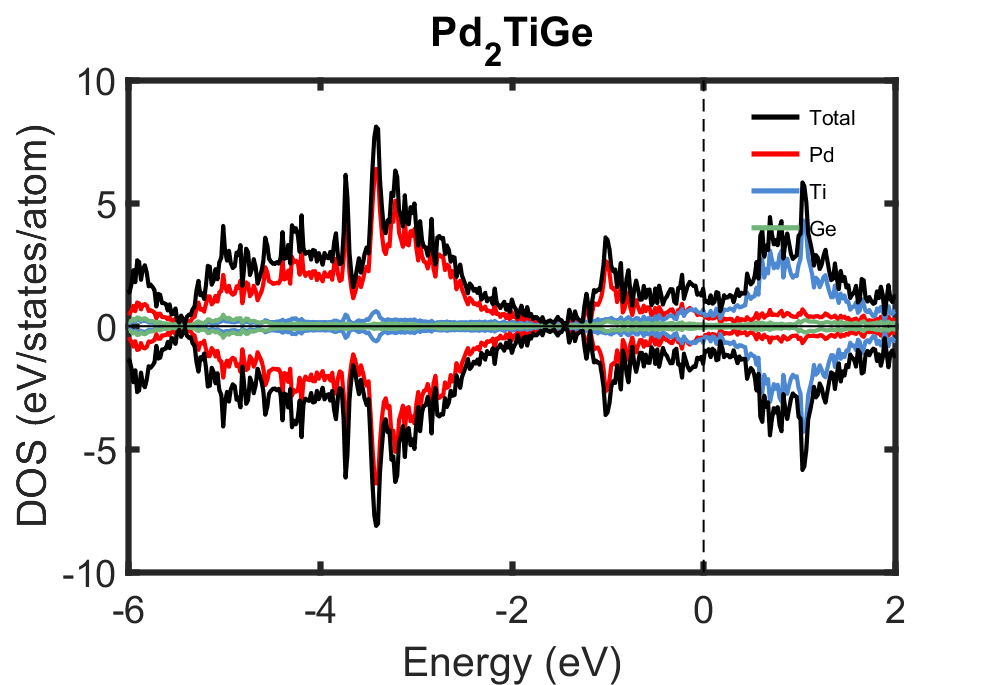 Pd₂TiGe
10
5
0
-5
-10
DOS (eV/states/atom)
Total
Pd
Ti
Ge
-6 -4 -2 0 2
Energy (eV)